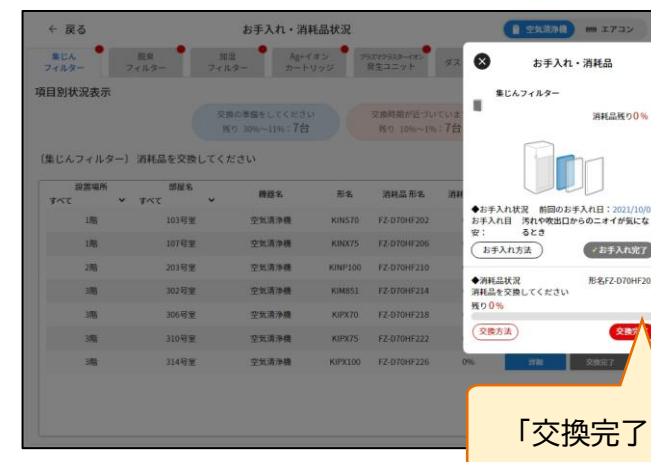 ← 戻る お手入れ・消耗品状況 空気清浄機 エアコン
集じん
フィルター
脱臭
フィルター
加湿
フィルター
Ag+イオン
カートリッジ
プラズマクラスターイオン
発生ユニット
ダス
項目別状況表示
交換の準備をしてください
残り 30%～11%：7台
交換時期が近づいていま
残り 10%～1%：7台
〔集じんフィルター〕 消耗品を交換してください
設置場所 部屋名 機器名 形名 消耗品 形名 消耗
すべて すべて
1階 103号室 空気清浄機 KINS70 FZ-D70HF202
1階 107号室 空気清浄機 KINX75 FZ-D70HF206
2階 203号室 空気清浄機 KINP100 FZ-D70HF210
3階 302号室 空気清浄機 KIM851 FZ-D70HF214
3階 306号室 空気清浄機 KIPX70 FZ-D70HF218
3階 310号室 空気清浄機 KIPX75 FZ-D70HF222
3階 314号室 空気清浄機 KIPX100 FZ-D70HF226 0% 詳細 交換完了
お手入れ・消耗品
集じんフィルター
消耗品残り0%
◆お手入れ状況 前回のお手入れ日：2021/10/0
お手入れ目 汚れや吹出口からのニオイが気にな
安： るとき
お手入れ方法 ✓お手入れ完了
◆消耗品状況 形名FZ-D70HF20
消耗品を交換してください
残り0%
交換方法 交換完
「交換完了